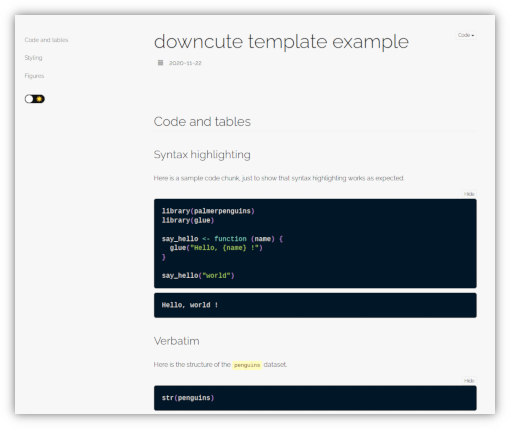 Code and tables
Styling
Figures
downcute template example
Code
2020-11-22
Code and tables
Syntax highlighting
Here is a sample code chunk, just to show that syntax highlighting works as expected.
Hide
library(palmerpenguins)
library(glue)
say_hello <- function (name) {
  glue("Hello, {name} !")
}
say_hello("world")
Hello, world !
Verbatim
Here is the structure of the penguins dataset.
Hide
str(penguins)